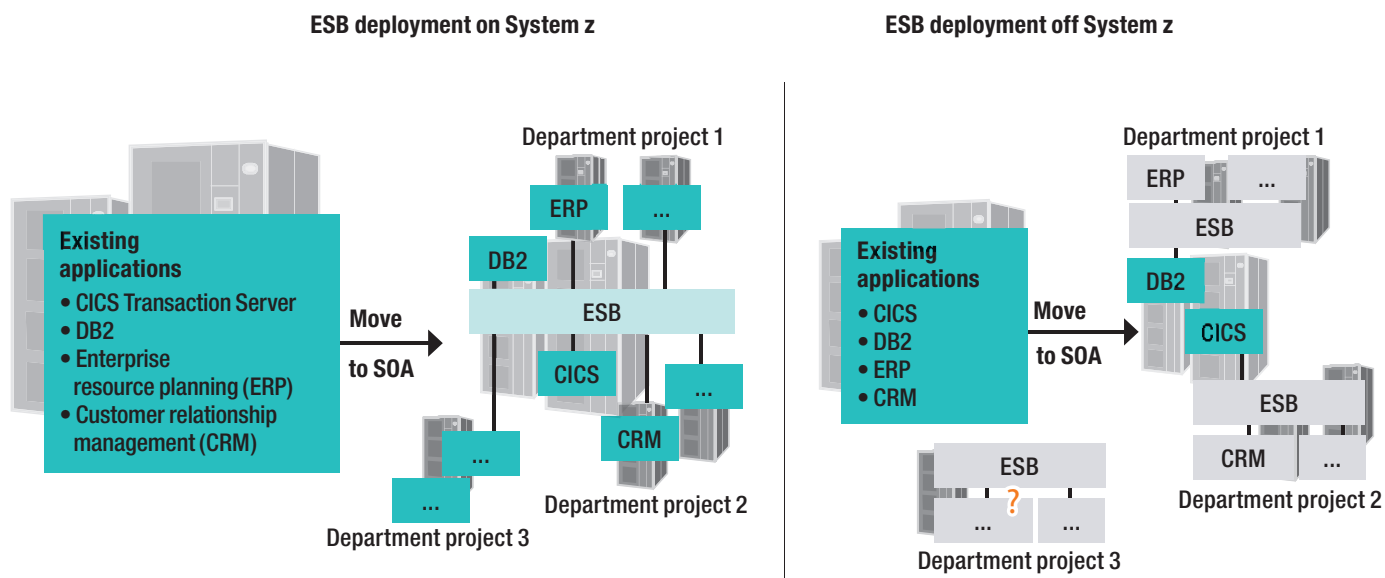 ESB deployment on System z
Department project 1
ERP
...
DB2
ESB
Existing
applications
• CICS Transaction Server
• DB2
• Enterprise
resource planning (ERP)
• Customer relationship
management (CRM)
Move
to SOA
CICS
...
CRM
...
...
Department project 2
Department project 3
ESB deployment off System z
Department project 1
ERP
...
ESB
DB2
Existing
applications
• CICS
• DB2
• ERP
• CRM
Move
to SOA
CICS
ESB
CRM
...
Department project 2
ESB
?
...
...
Department project 3